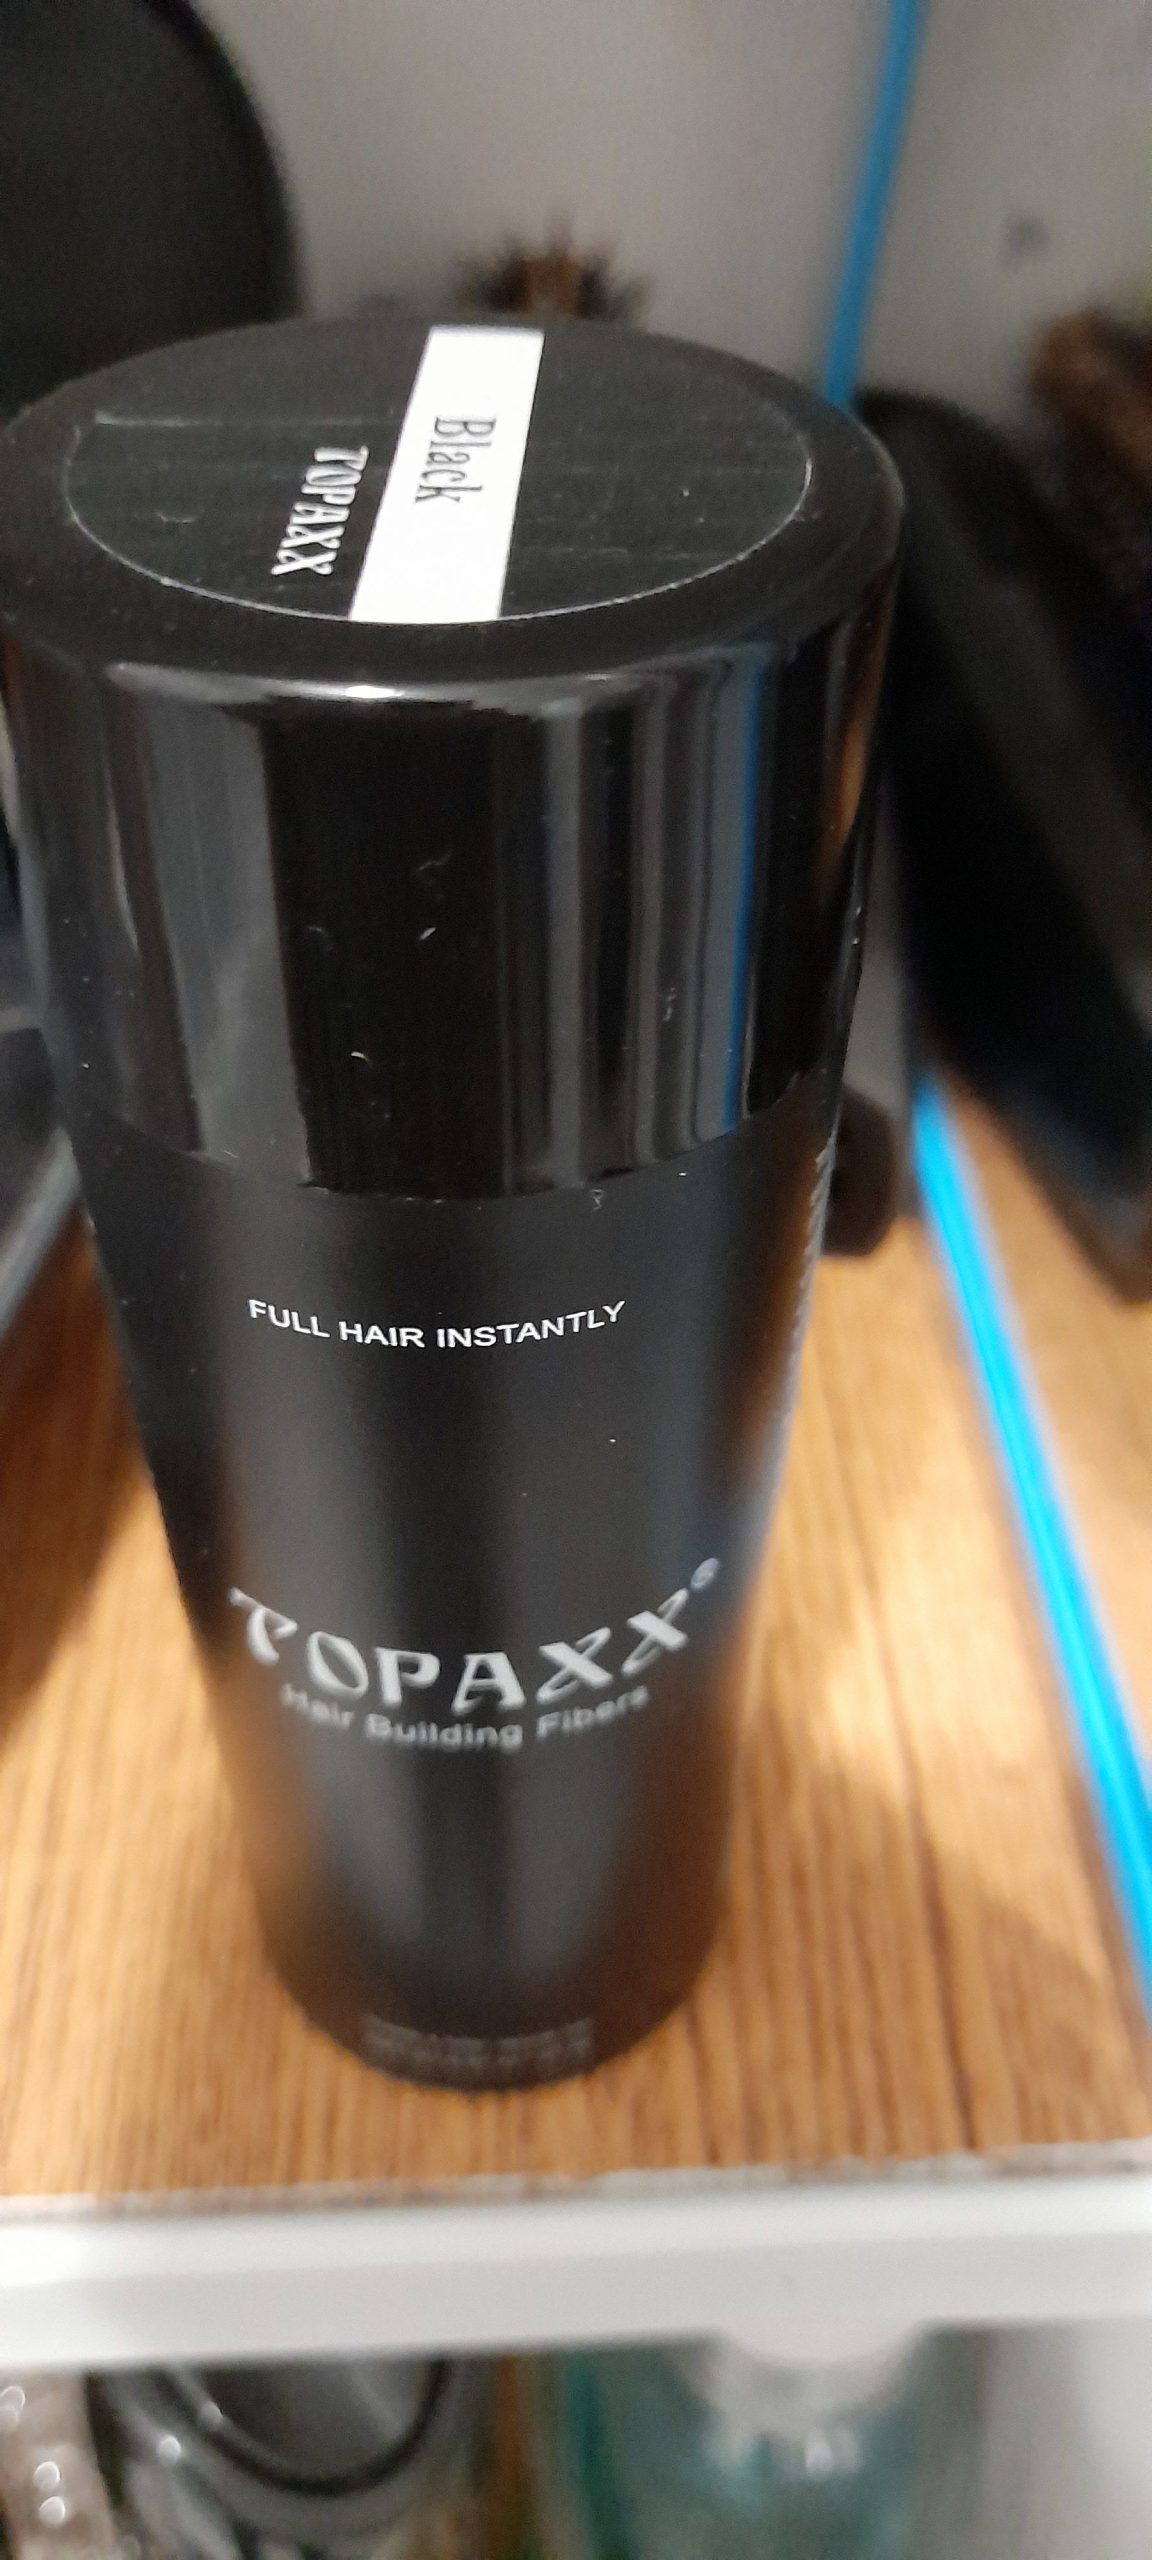 Black
TOPAXX
FULL HAIR INSTANTLY
TOPAXX®
Hair Building Fibers